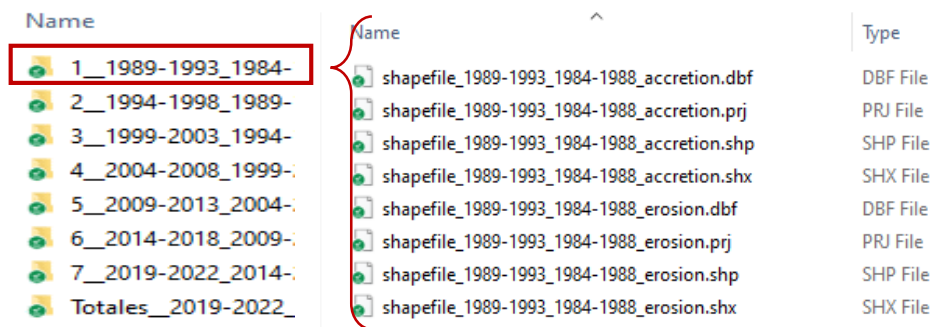 Name
1__1989-1993_1984-
2__1994-1998_1989-
3__1999-2003_1994-
4__2004-2008_1999-
5__2009-2013_2004-
6__2014-2018_2009-
7__2019-2022_2014-
Totales__2019-2022_
Name Type
shapefile_1989-1993_1984-1988_accretion.dbf DBF File
shapefile_1989-1993_1984-1988_accretion.prj PRJ File
shapefile_1989-1993_1984-1988_accretion.shp SHP File
shapefile_1989-1993_1984-1988_accretion.shx SHX File
shapefile_1989-1993_1984-1988_erosion.dbf DBF File
shapefile_1989-1993_1984-1988_erosion.prj PRJ File
shapefile_1989-1993_1984-1988_erosion.shp SHP File
shapefile_1989-1993_1984-1988_erosion.shx SHX File